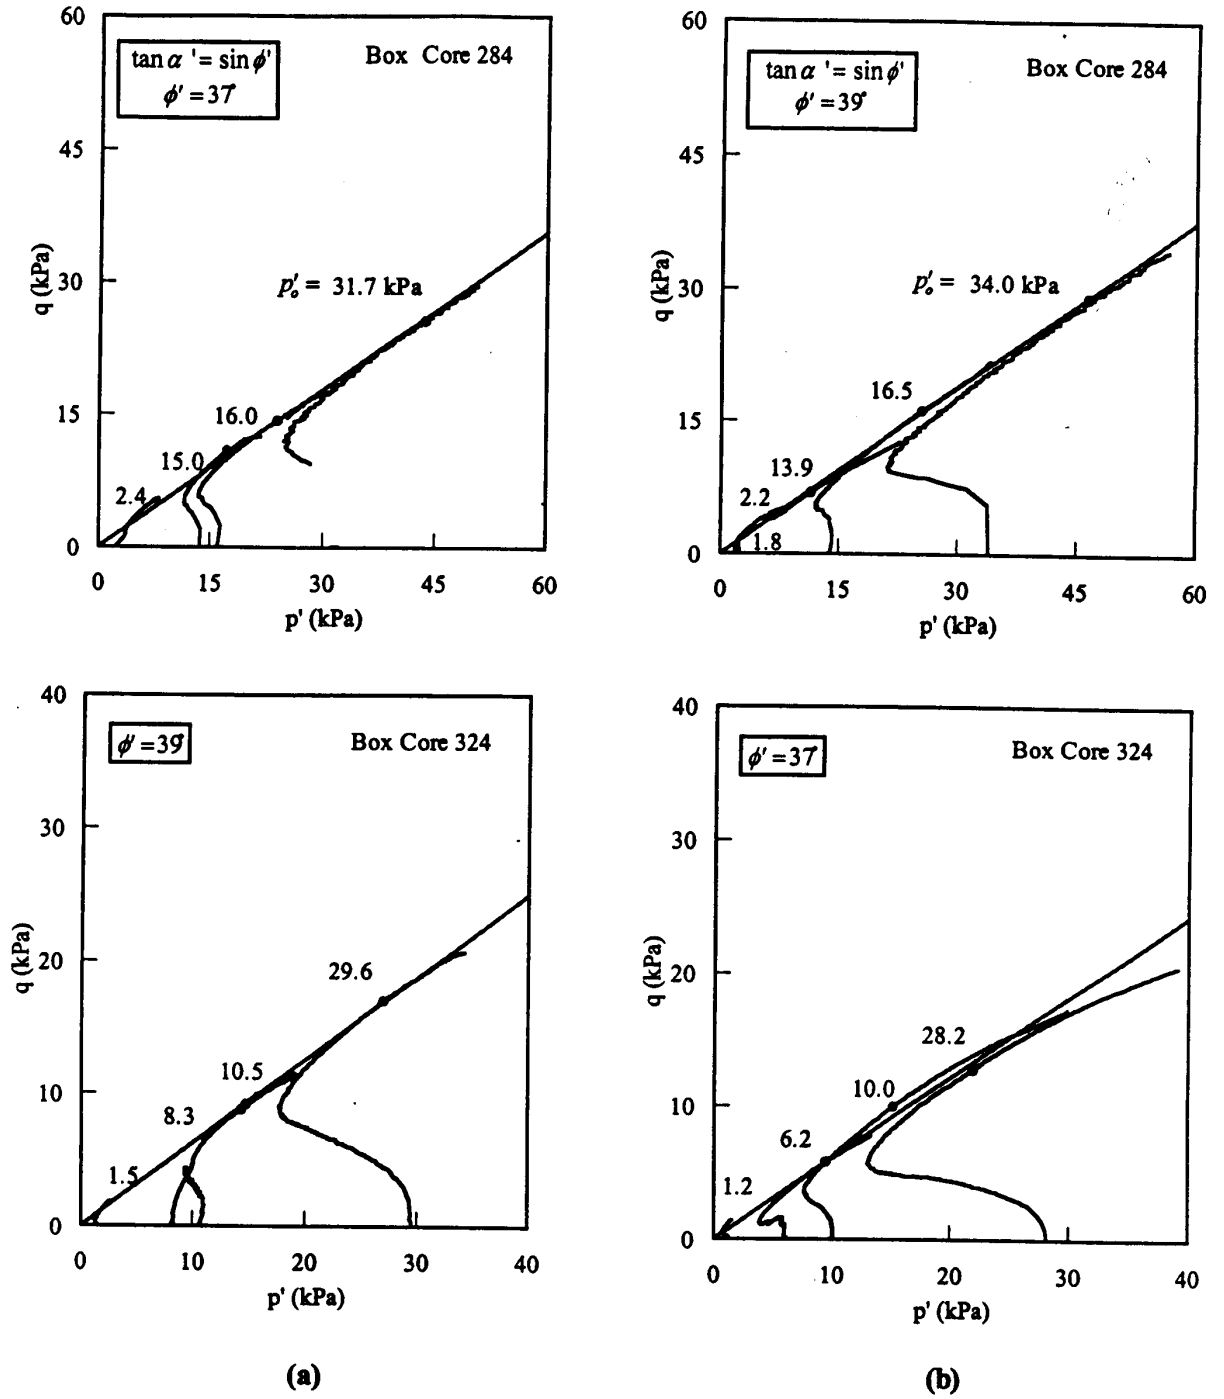 60
tan α ' = sin ϕ'
ϕ' = 37°
Box Core 284
45
q (kPa)
30
p'ₒ = 31.7 kPa
16.0
15
15.0
2.4
0
0 15 30 45 60
p' (kPa)
60
tan α ' = sin ϕ'
ϕ' = 39°
Box Core 284
45
q (kPa)
30
p'ₒ = 34.0 kPa
16.5
15
13.9
2.2
1.8
0
0 15 30 45 60
p' (kPa)
40
ϕ' = 39°
Box Core 324
30
q (kPa)
20
29.6
10.5
10
8.3
1.5
0
0 10 20 30 40
p' (kPa)
(a)
40
ϕ' = 37°
Box Core 324
30
q (kPa)
20
28.2
10.0
10
6.2
1.2
0
0 10 20 30 40
p' (kPa)
(b)